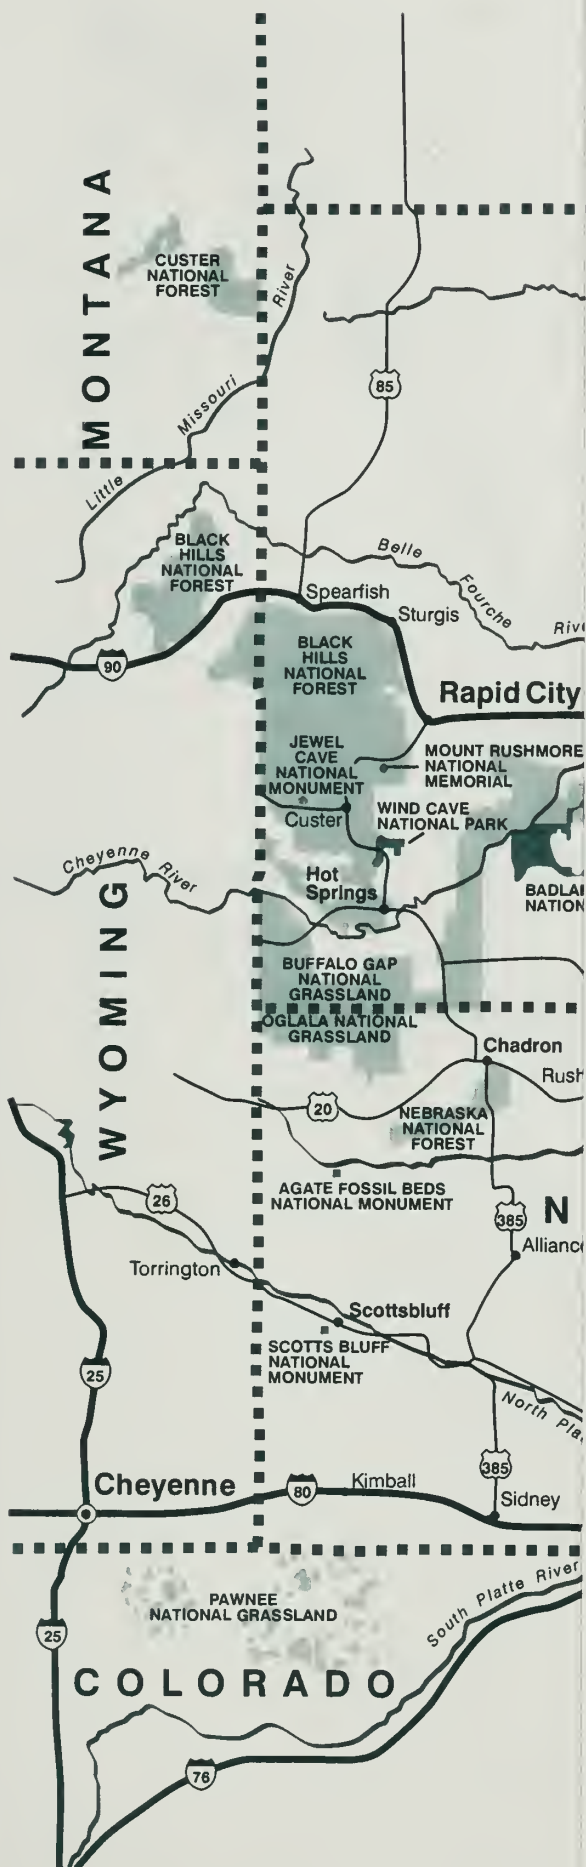 MONTANA
CUSTER
NATIONAL
FOREST
River
85
Missouri
Little
BLACK
HILLS
NATIONAL
FOREST
Belle
Fourche
Spearfish
Sturgis
90
BLACK
HILLS
NATIONAL
FOREST
Rapid City
JEWEL
CAVE
NATIONAL
MONUMENT
MOUNT RUSHMORE
NATIONAL
MEMORIAL
Custer
WIND CAVE
NATIONAL PARK
Cheyenne River
Hot
Springs
WYOMING
BUFFALO GAP
NATIONAL
GRASSLAND
OGLALA NATIONAL
GRASSLAND
Chadron
Rush
20
NEBRASKA
NATIONAL
FOREST
AGATE FOSSIL BEDS
NATIONAL MONUMENT
26
385
N
Torrington
Scottsbluff
SCOTTS BLUFF
NATIONAL
MONUMENT
25
North
385
Cheyenne
80
Kimball
Sidney
PAWNEE
NATIONAL GRASSLAND
South Platte River
25
COLORADO
76